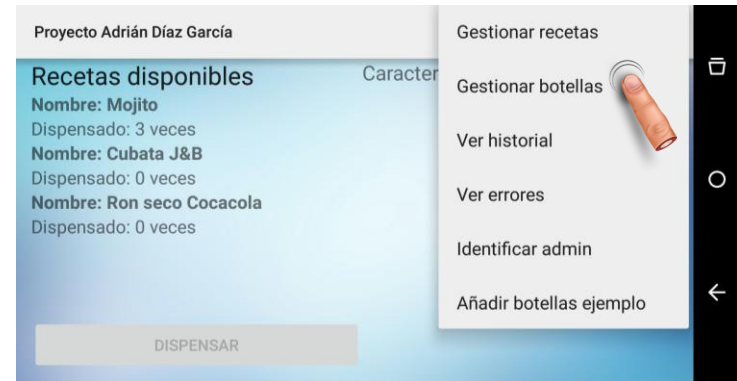 Proyecto Adrián Díaz García
Recetas disponibles
Nombre: Mojito
Dispensado: 3 veces
Nombre: Cubata J&B
Dispensado: 0 veces
Nombre: Ron seco Cocacola
Dispensado: 0 veces
DISPENSAR
Caracter
Gestionar recetas
Gestionar botellas
Ver historial
Ver errores
Identificar admin
Añadir botellas ejemplo